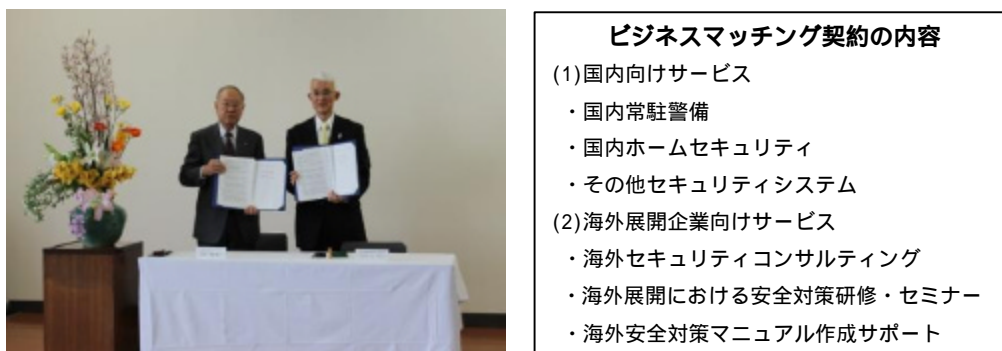 ビジネスマッチング契約の内容
(1)国内向けサービス
・国内常駐警備
・国内ホームセキュリティ
・その他セキュリティシステム
(2)海外展開企業向けサービス
・海外セキュリティコンサルティング
・海外展開における安全対策研修・セミナー
・海外安全対策マニュアル作成サポート